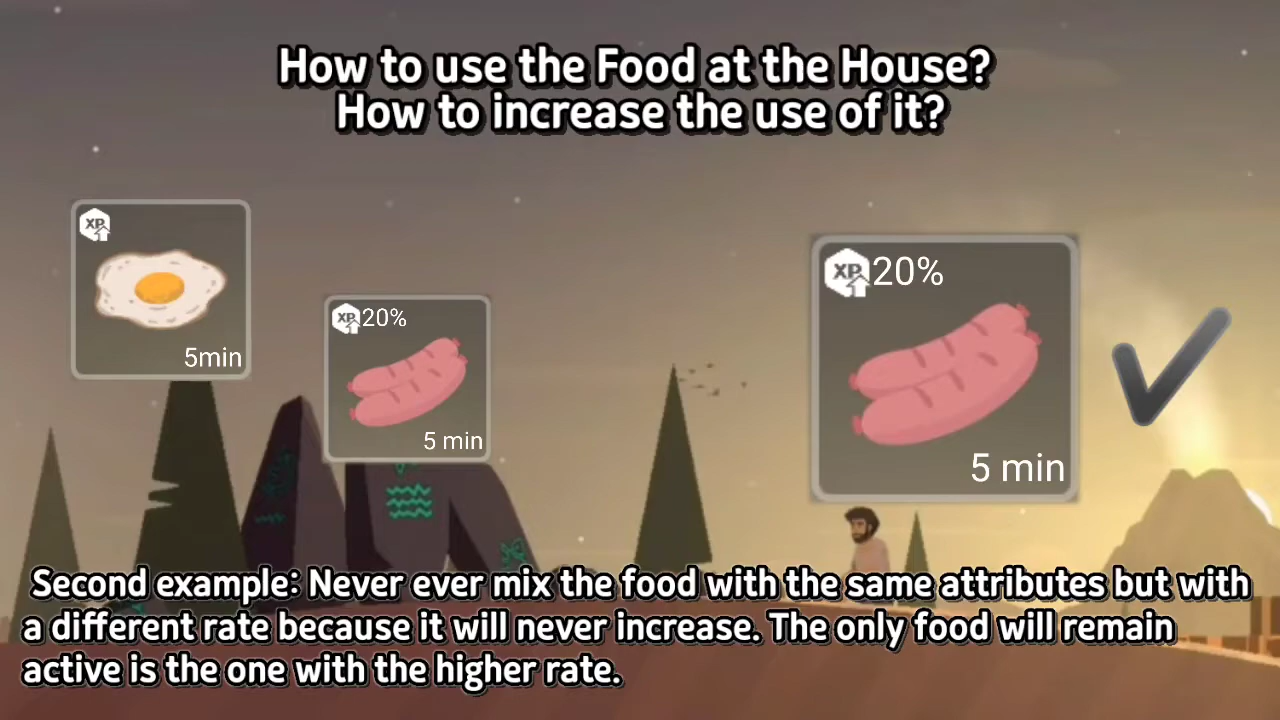 How to use the Food at the House?
How to increase the use of it?
XP
5min
XP 20%
5 min
XP 20%
5 min
Second example: Never ever mix the food with the same attributes but with
a different rate because it will never increase. The only food will remain
active is the one with the higher rate.